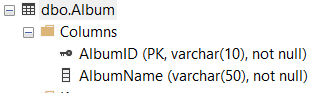 dbo.Album
Columns
AlbumID (PK, varchar(10), not null)
AlbumName (varchar(50), not null)